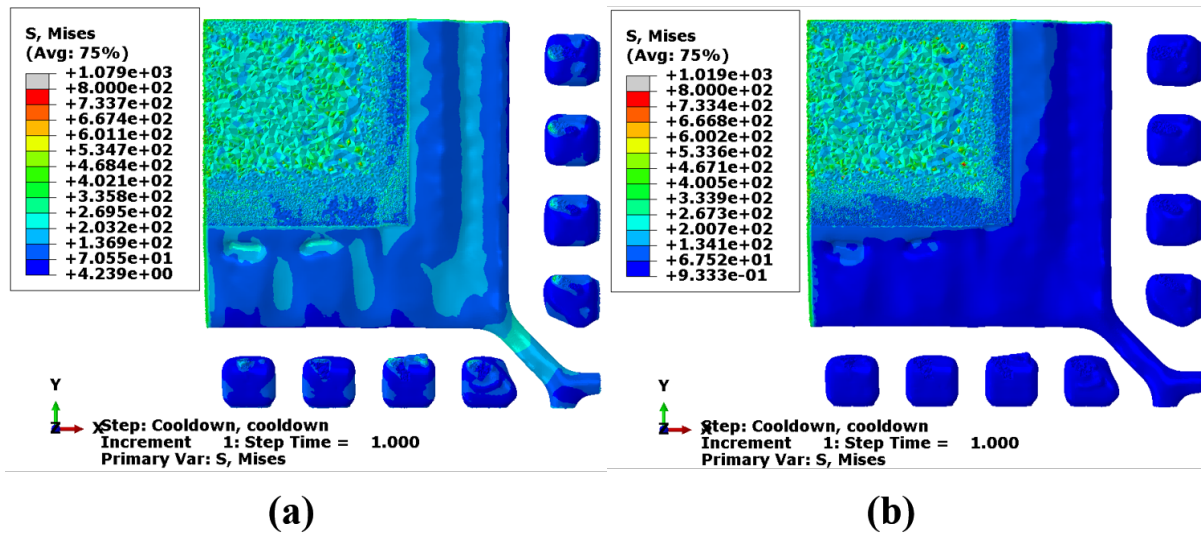 S, Mises
(Avg: 75%)
+1.079e+03
+8.000e+02
+7.337e+02
+6.674e+02
+6.011e+02
+5.347e+02
+4.684e+02
+4.021e+02
+3.358e+02
+2.695e+02
+2.032e+02
+1.369e+02
+7.055e+01
+4.239e+00
Y
Z
X
Step: Cooldown, cooldown
Increment 1: Step Time = 1.000
Primary Var: S, Mises
(a)
S, Mises
(Avg: 75%)
+1.019e+03
+8.000e+02
+7.334e+02
+6.668e+02
+6.002e+02
+5.336e+02
+4.671e+02
+4.005e+02
+3.339e+02
+2.673e+02
+2.007e+02
+1.341e+02
+6.752e+01
+9.333e-01
Y
Z
X
Step: Cooldown, cooldown
Increment 1: Step Time = 1.000
Primary Var: S, Mises
(b)